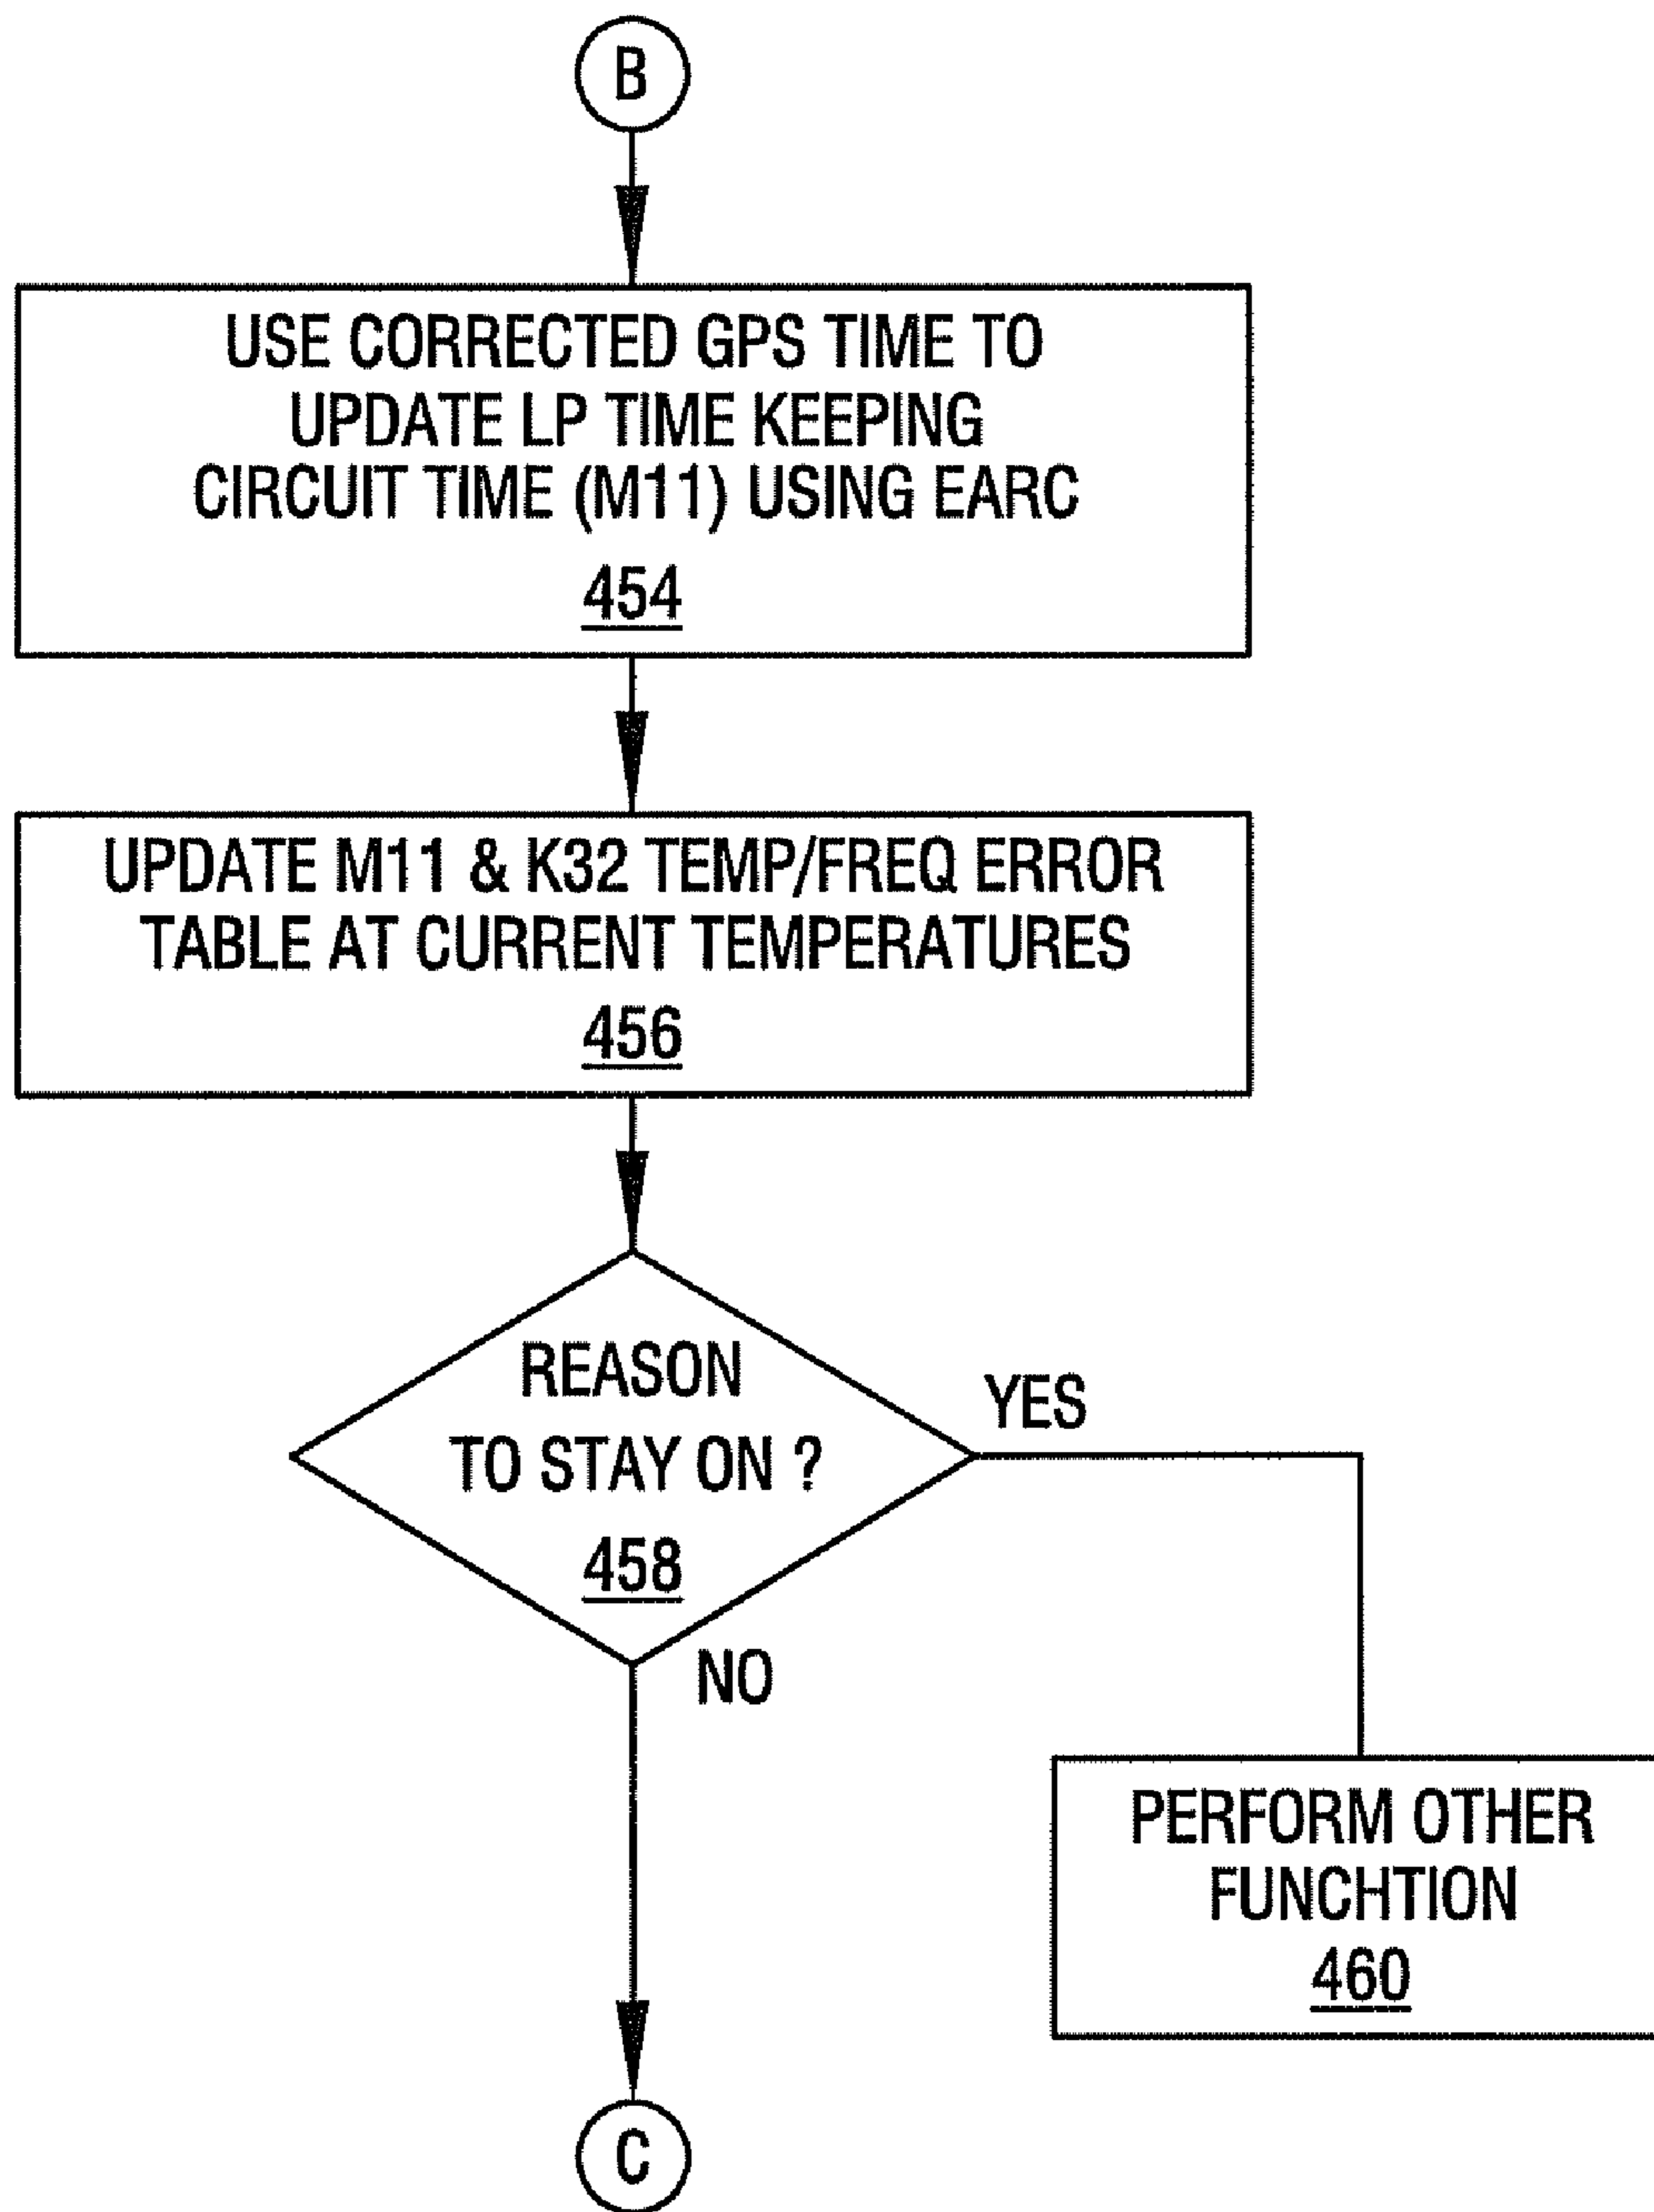 B
USE CORRECTED GPS TIME TO
UPDATE LP TIME KEEPING
CIRCUIT TIME (M11) USING EARC
454
UPDATE M11 & K32 TEMP/FREQ ERROR
TABLE AT CURRENT TEMPERATURES
456
REASON
TO STAY ON ?
458
YES
NO
PERFORM OTHER
FUNCHTION
460
C